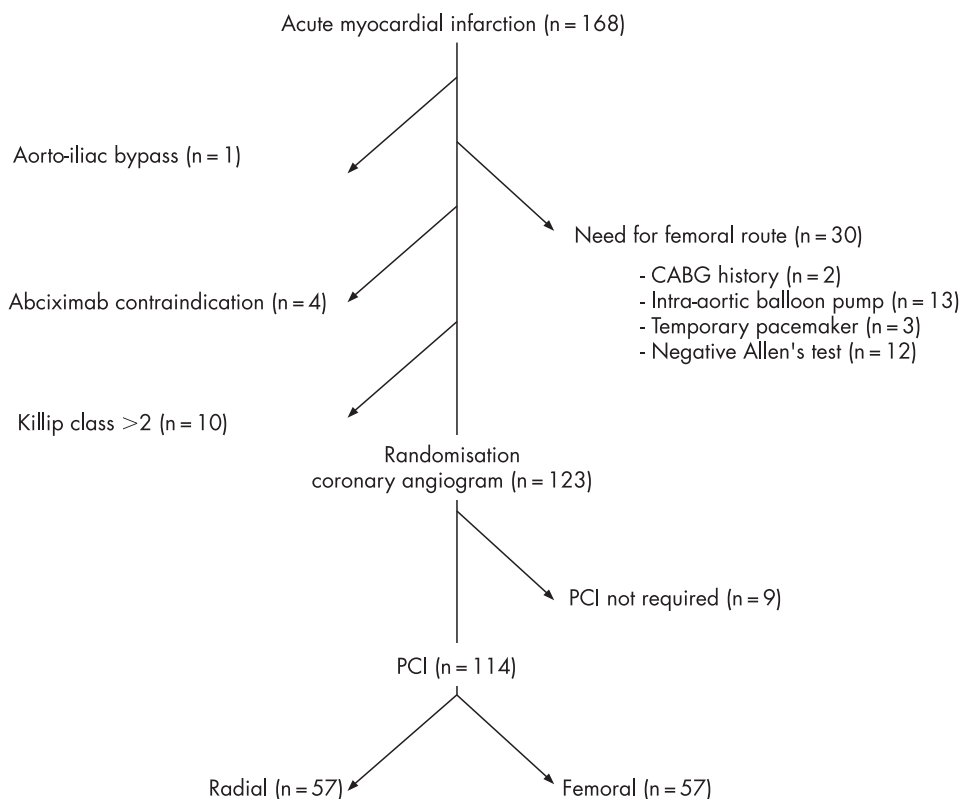 Acute myocardial infarction (n = 168)
Aorto-iliac bypass (n = 1)
Need for femoral route (n = 30)
- CABG history (n = 2)
- Intra-aortic balloon pump (n = 13)
- Temporary pacemaker (n = 3)
- Negative Allen's test (n = 12)
Abciximab contraindication (n = 4)
Killip class >2 (n = 10)
Randomisation
coronary angiogram (n = 123)
PCI not required (n = 9)
PCI (n = 114)
Radial (n = 57)
Femoral (n = 57)